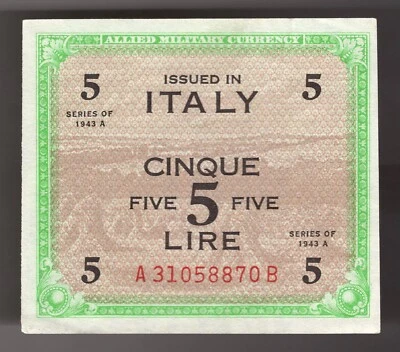 ALLIED MILITARY CURRENCY
5 ISSUED IN 5
ITALY
SERIES OF
1943 A
CINQUE
FIVE 5 FIVE
LIRE
SERIES OF
1943 A
5 A31058870B 5